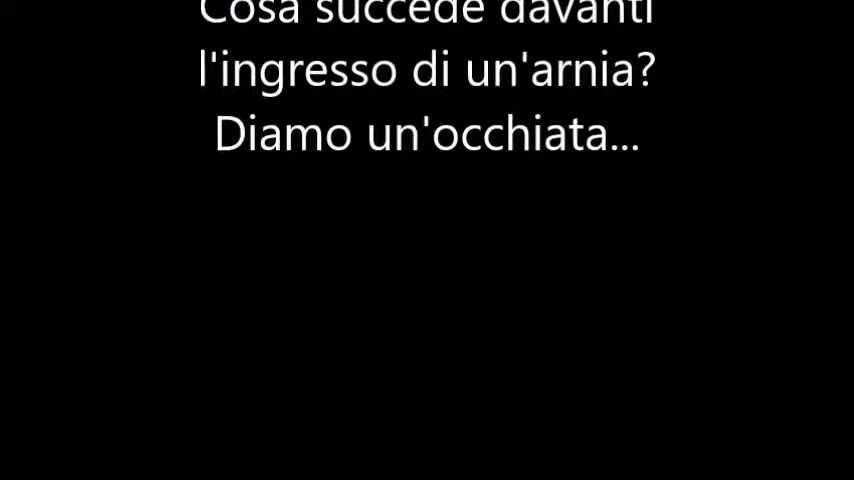 Cosa succede davanti
l'ingresso di un'arnia?
Diamo un'occhiata...